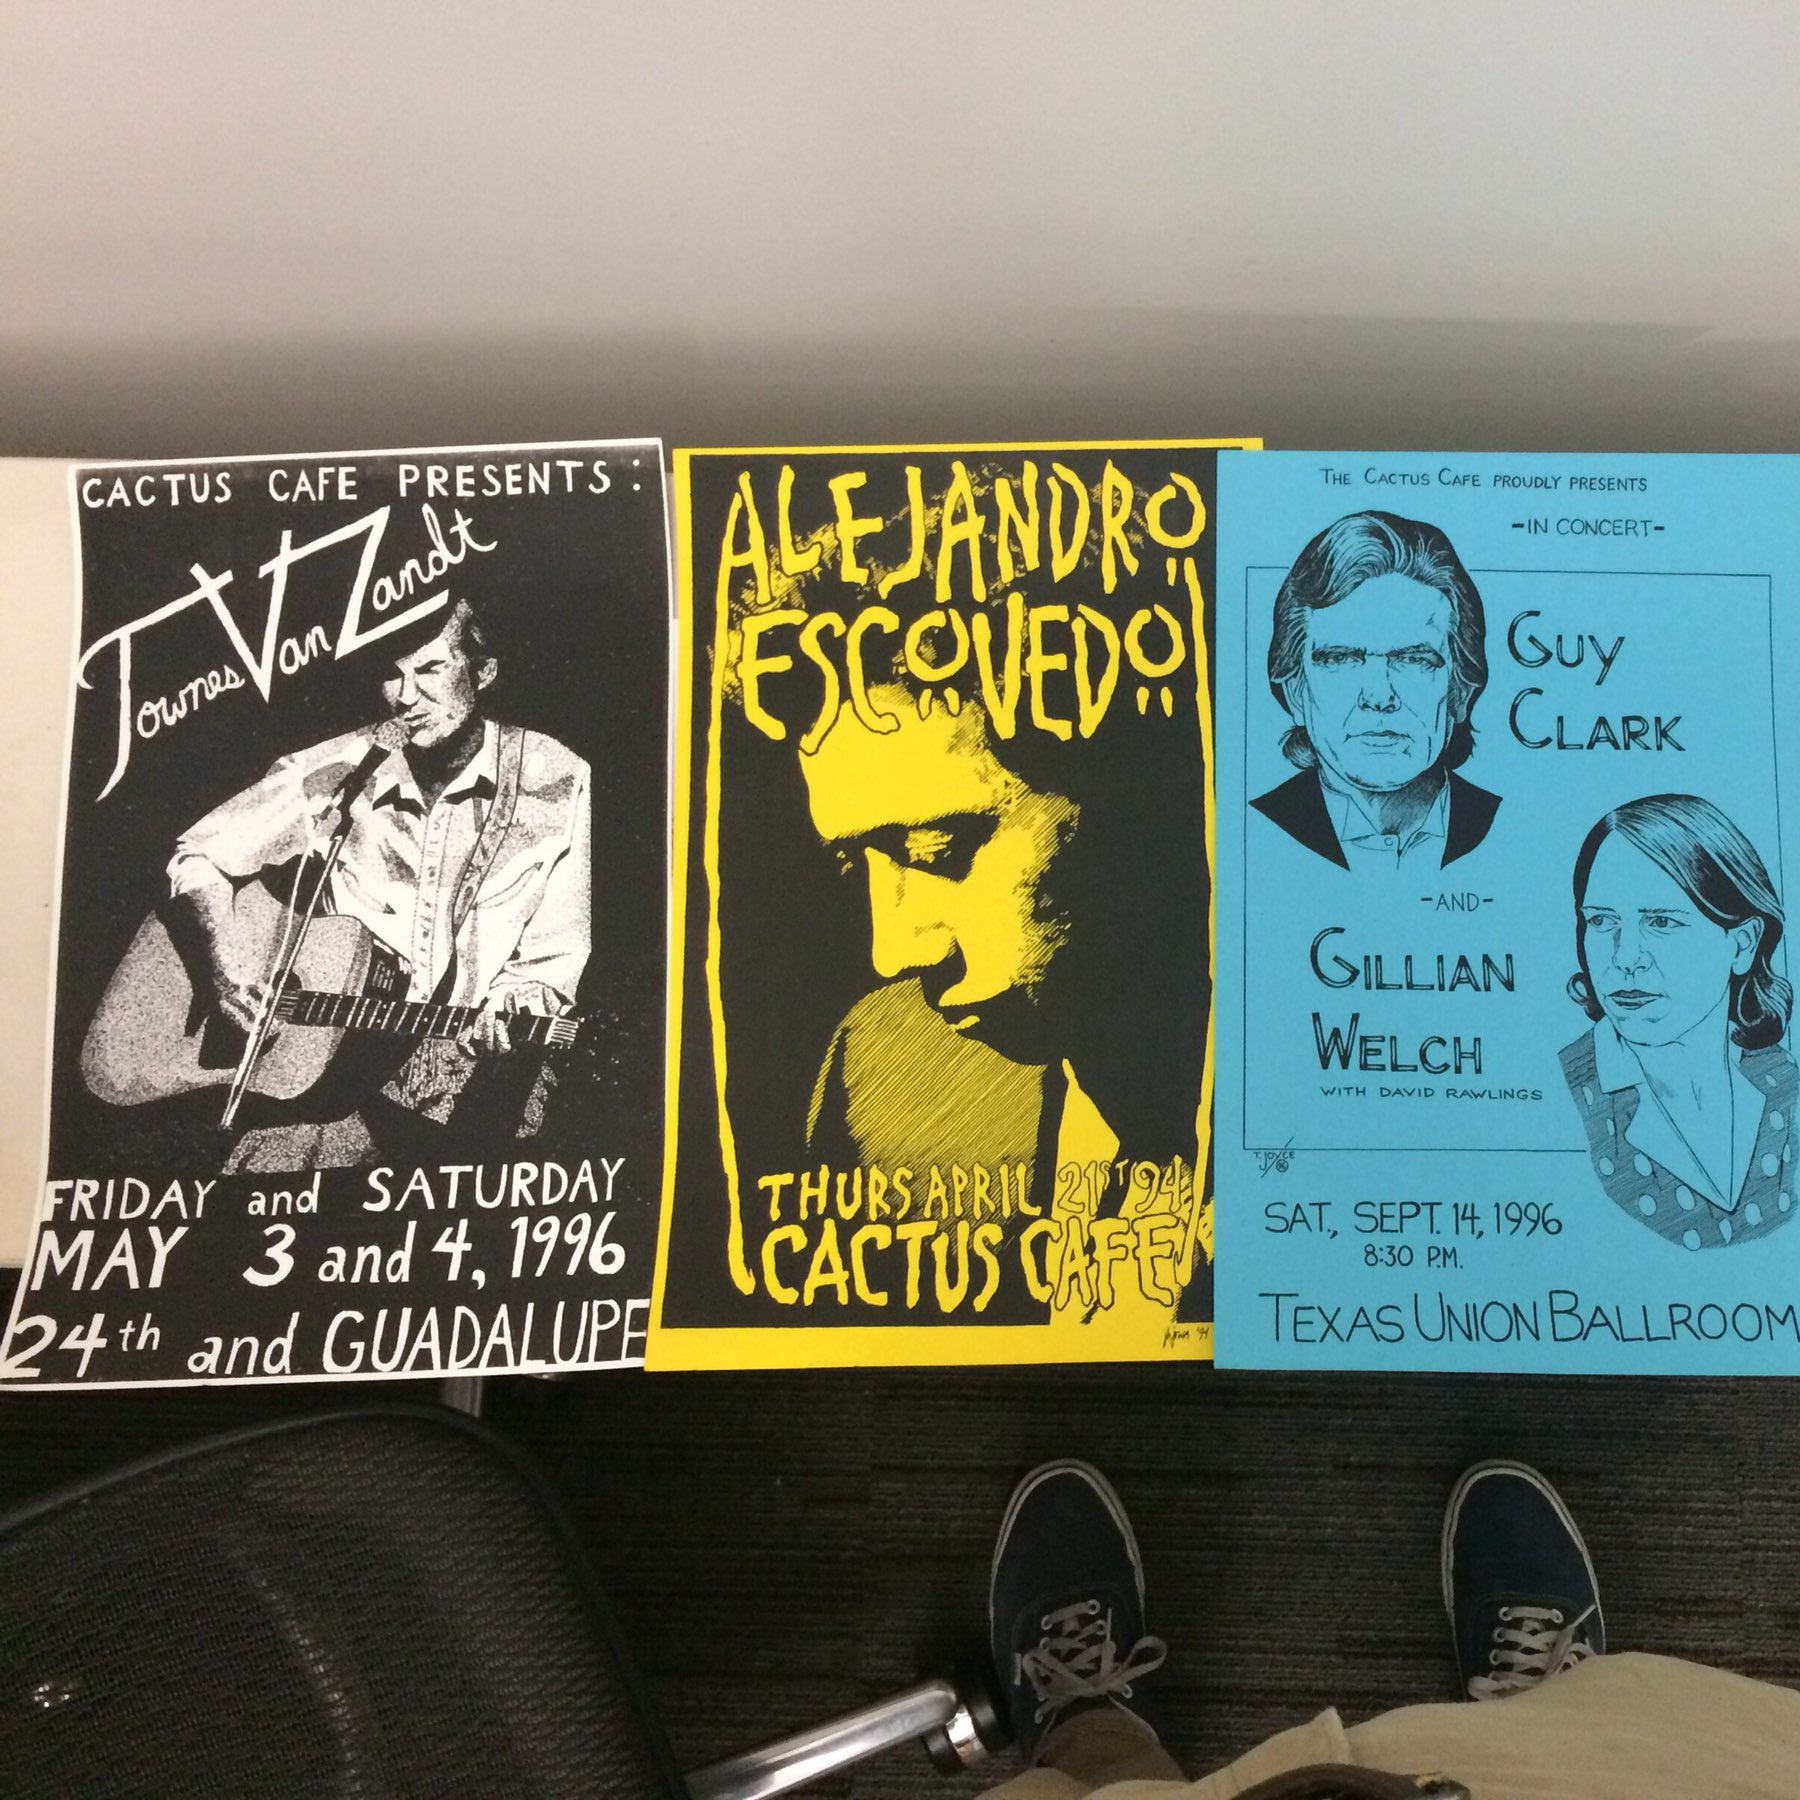 CACTUS CAFE PRESENTS:
Townes Van Zandt
FRIDAY and SATURDAY
MAY 3 and 4, 1996
24th and GUADALUPE
ALEJANDRO
ESCOVEDO
THURS APRIL 21ST '94
CACTUS CAFE
THE CACTUS CAFE PROUDLY PRESENTS
-IN CONCERT-
GUY
CLARK
-AND-
GILLIAN
WELCH
WITH DAVID RAWLINGS
T. JOYCE
SAT., SEPT. 14, 1996
8:30 P.M.
TEXAS UNION BALLROOM